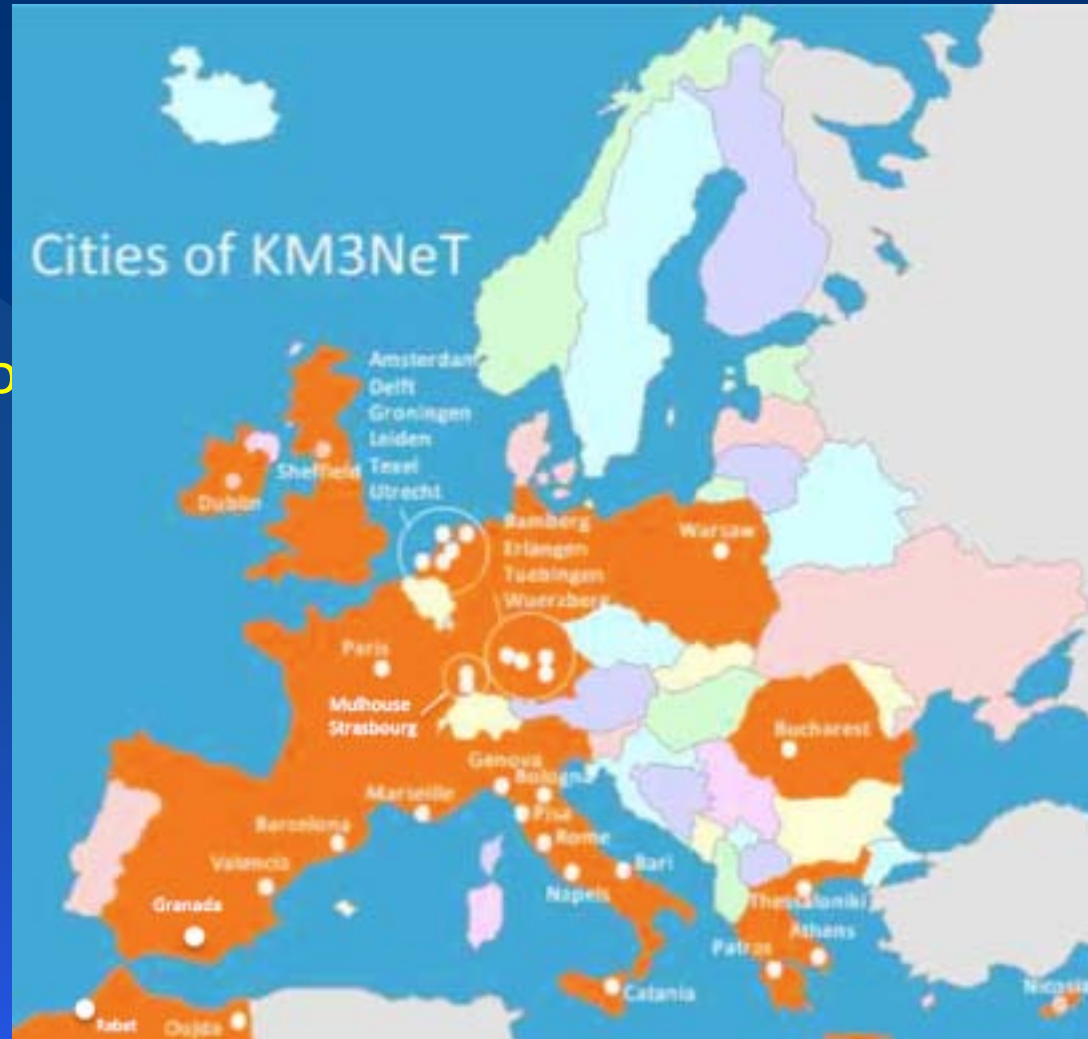 Cities of KM3NeT
Amsterdam
Delft
Groningen
Leiden
Texel
Utrecht
Sheffield
Dublin
Bamberg
Erlangen
Tuebingen
Wuerzberg
Warsaw
Paris
Mulhouse
Strasbourg
Bucharest
Genova
Bologna
Marseille
Pisa
Barcelona
Rome
Valencia
Bari
Napels
Granada
Thessaloniki
Athens
Patras
Catania
Nicosia
Rabat
Oujda